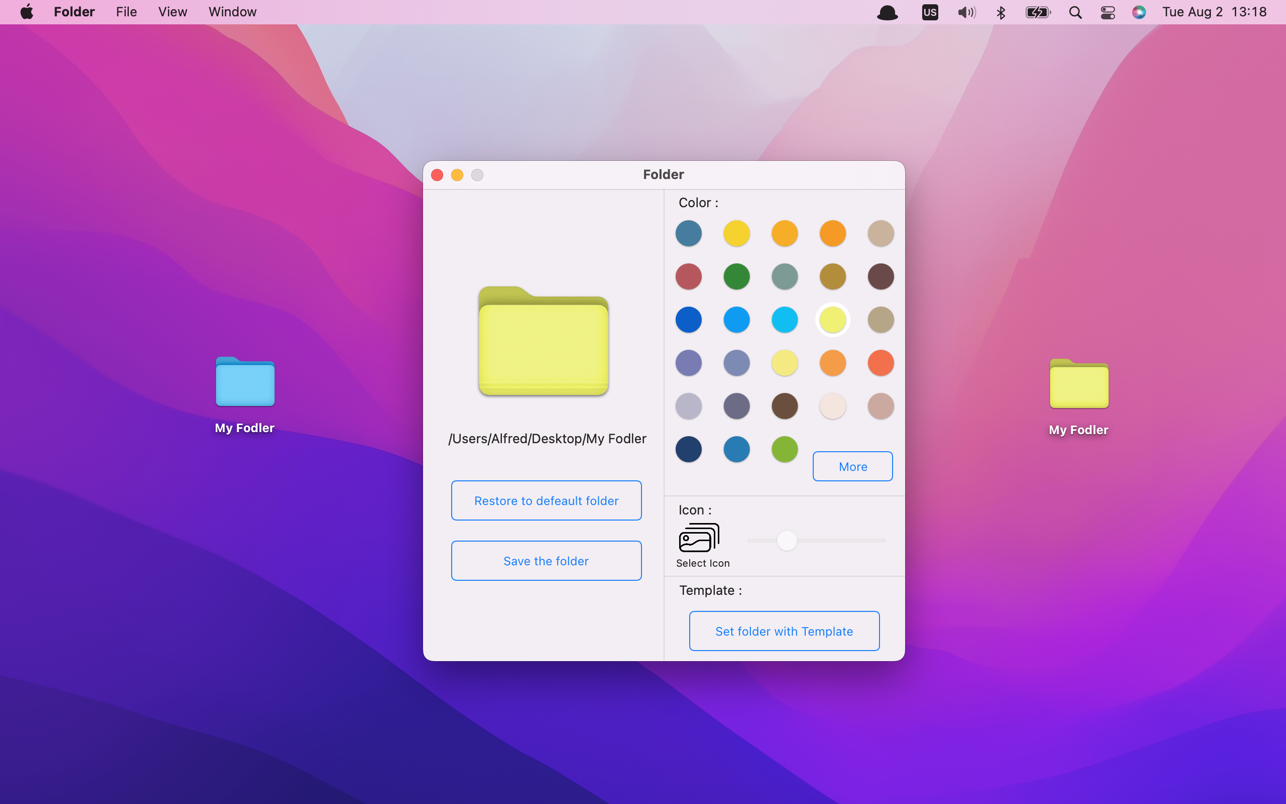 Folder File View Window US Tue Aug 2 13:18
Folder
Color :
/Users/Alfred/Desktop/My Fodler
My Fodler
My Fodler
Restore to defeault folder
Save the folder
More
Icon :
Select Icon
Template :
Set folder with Template